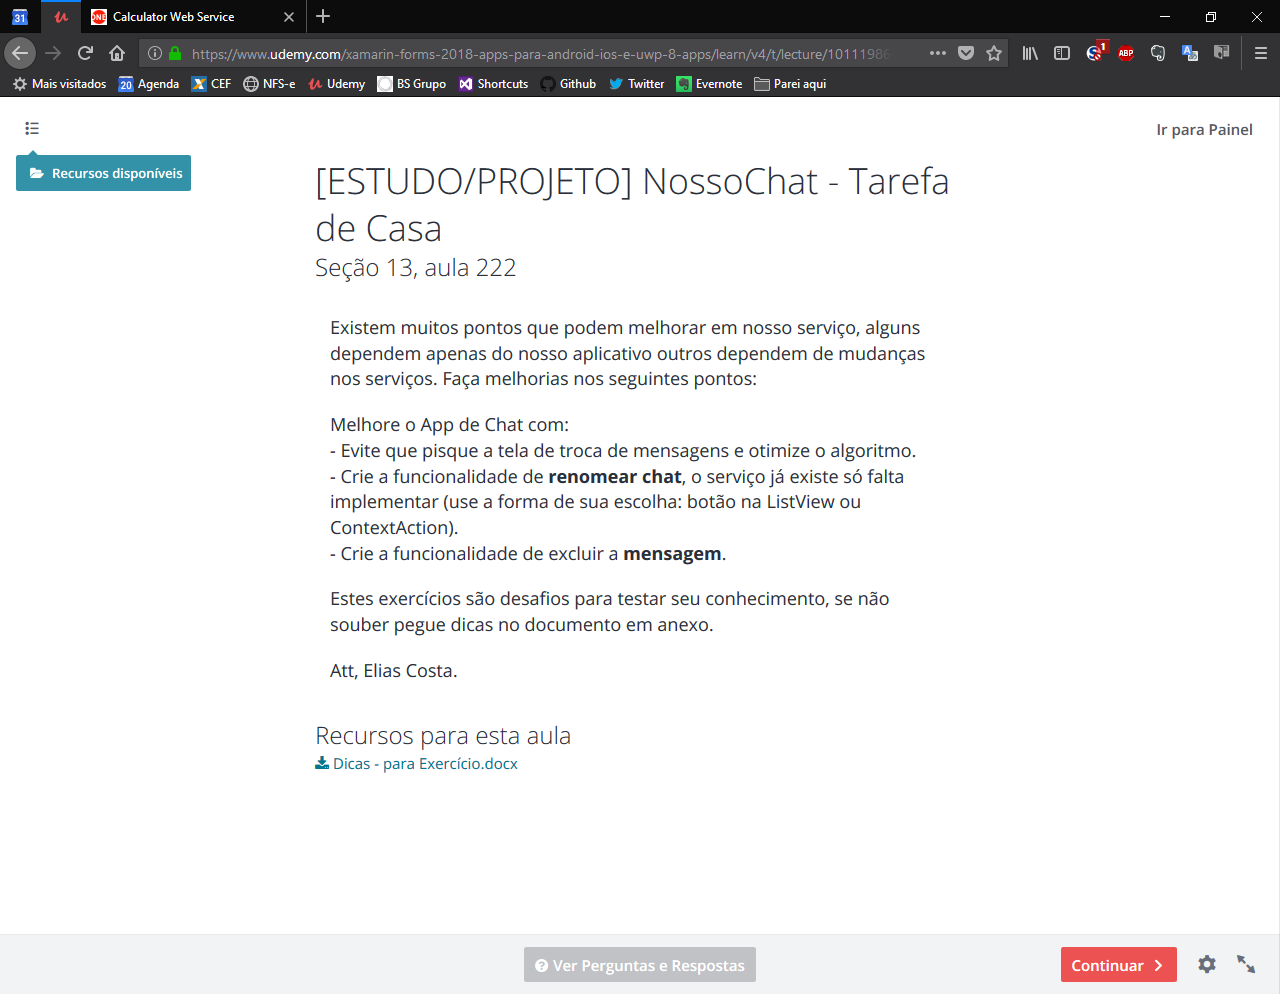 31
ONE Calculator Web Service
https://www.udemy.com/xamarin-forms-2018-apps-para-android-ios-e-uwp-8-apps/learn/v4/t/lecture/10111986
1
ABP
Mais visitados
20 Agenda
CEF
NFS-e
Udemy
BS Grupo
Shortcuts
Github
Twitter
Evernote
Parei aqui
Ir para Painel
Recursos disponíveis
[ESTUDO/PROJETO] NossoChat - Tarefa
de Casa
Seção 13, aula 222
Existem muitos pontos que podem melhorar em nosso serviço, alguns
dependem apenas do nosso aplicativo outros dependem de mudanças
nos serviços. Faça melhorias nos seguintes pontos:
Melhore o App de Chat com:
- Evite que pisque a tela de troca de mensagens e otimize o algoritmo.
- Crie a funcionalidade de renomear chat, o serviço já existe só falta
implementar (use a forma de sua escolha: botão na ListView ou
ContextAction).
- Crie a funcionalidade de excluir a mensagem.
Estes exercícios são desafios para testar seu conhecimento, se não
souber pegue dicas no documento em anexo.
Att, Elias Costa.
Recursos para esta aula
Dicas - para Exercício.docx
Ver Perguntas e Respostas
Continuar